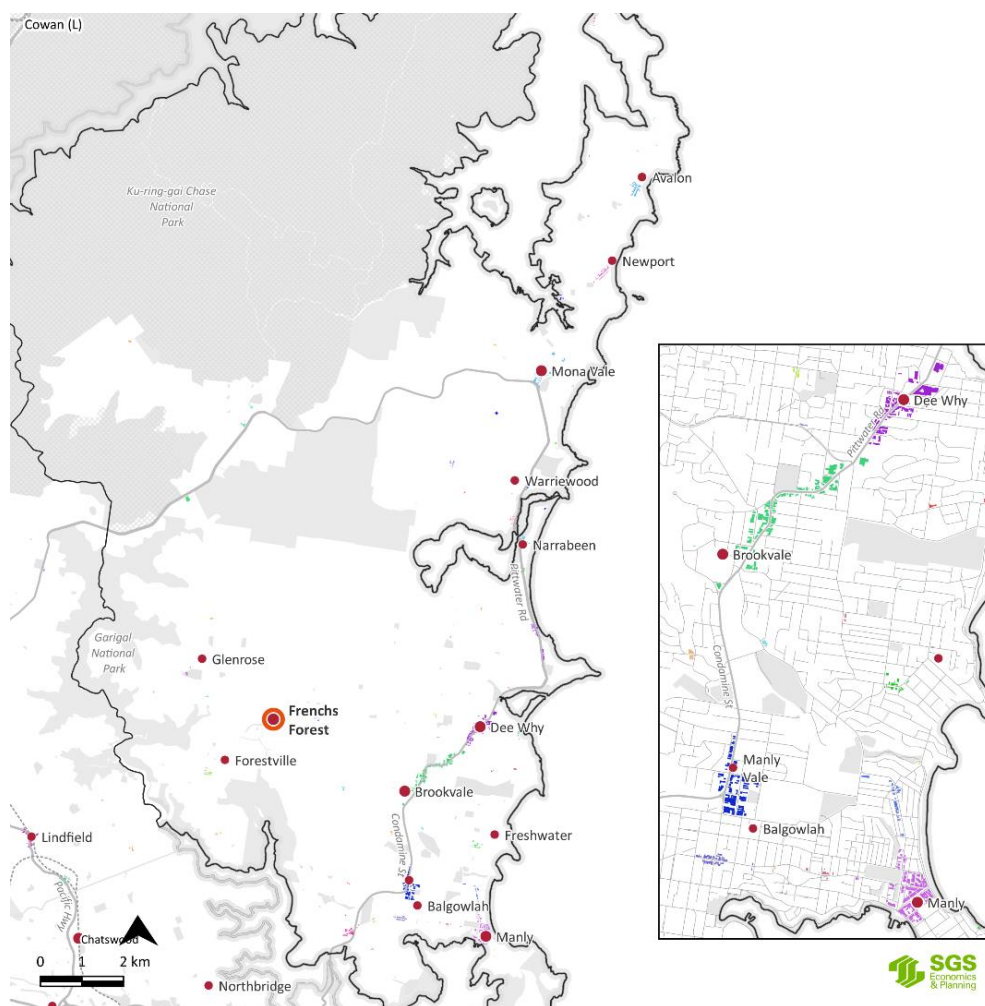 Cowan (L)
Ku-ring-gai Chase
National
Park
Avalon
Newport
Mona Vale
Warriewood
Narrabeen
Pittwater Rd
Garigal
National
Park
Glenrose
Frenchs
Forest
Forestville
Dee Why
Brookvale
Lindfield
Freshwater
Condamine St
Pacific Hwy
Balgowlah
Chatswood
Manly
0 1 2 km
Northbridge
Dee Why
Pittwater Rd
Brookvale
Condamine St
Manly
Vale
Balgowlah
Manly
SGS
Economics
& Planning